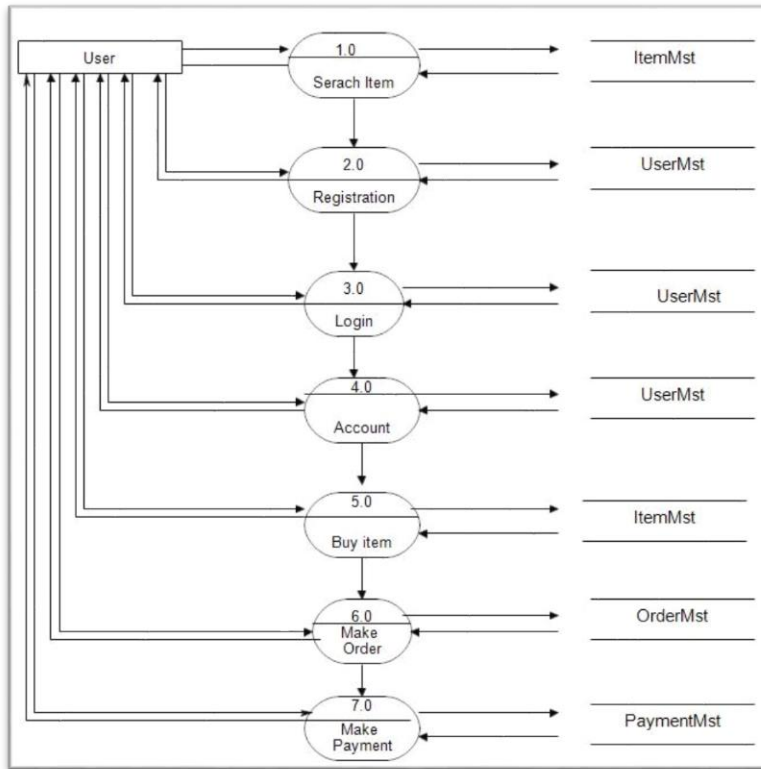 User
1.0
Serach Item
ItemMst
2.0
Registration
UserMst
3.0
Login
UserMst
4.0
Account
UserMst
5.0
Buy item
ItemMst
6.0
Make
Order
OrderMst
7.0
Make
Payment
PaymentMst